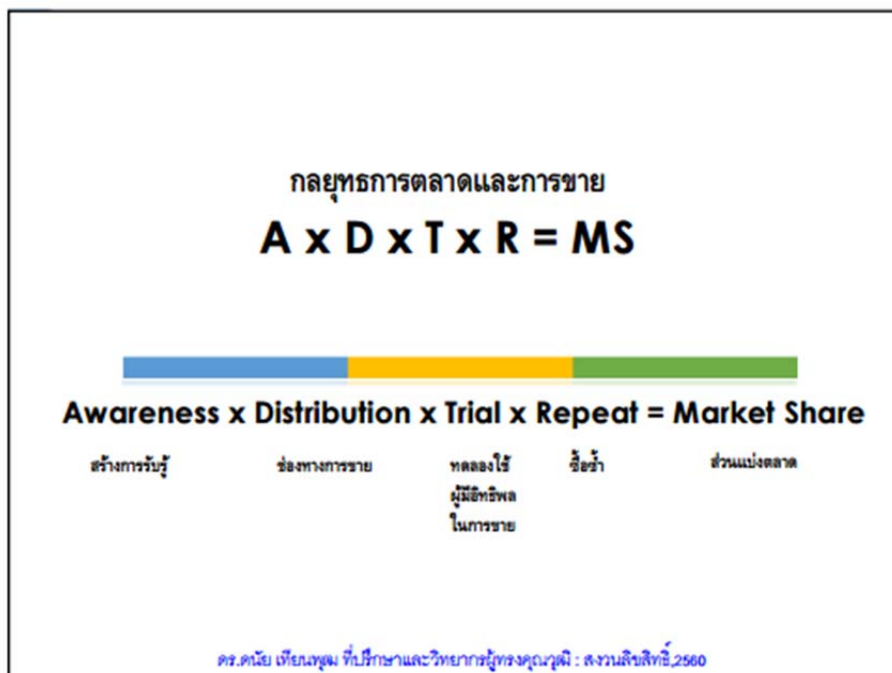 กลยุทธการตลาดและการขาย
A x D x T x R = MS
Awareness x Distribution x Trial x Repeat = Market Share
สร้างการรับรู้ ช่องทางการขาย ทดลองใช้ ซื้อซ้ำ ส่วนแบ่งตลาด
ผู้มีอิทธิพล
ในการขาย
ดร.ดนัย เทียนพุฒ ที่ปรึกษาและวิทยากรผู้ทรงคุณวุฒิ : สงวนลิขสิทธิ์,2560